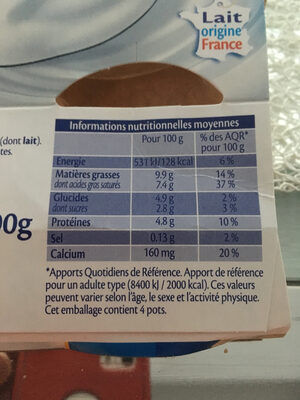 Lait
origine
France
(dont lait).
tes.
0g
Informations nutritionnelles moyennes
Pour 100 g % des AQR*
pour 100 g
Energie 531 kJ/128 kcal 6 %
Matières grasses 9.9 g 14 %
dont acides gras saturés 7.4 g 37 %
Glucides 4.9 g 2 %
dont sucres 2.8 g 3 %
Protéines 4.8 g 10 %
Sel 0.13 g 2 %
Calcium 160 mg 20 %
*Apports Quotidiens de Référence. Apport de référence
pour un adulte type (8400 kJ / 2000 kcal). Ces valeurs
peuvent varier selon l'âge, le sexe et l'activité physique.
Cet emballage contient 4 pots.